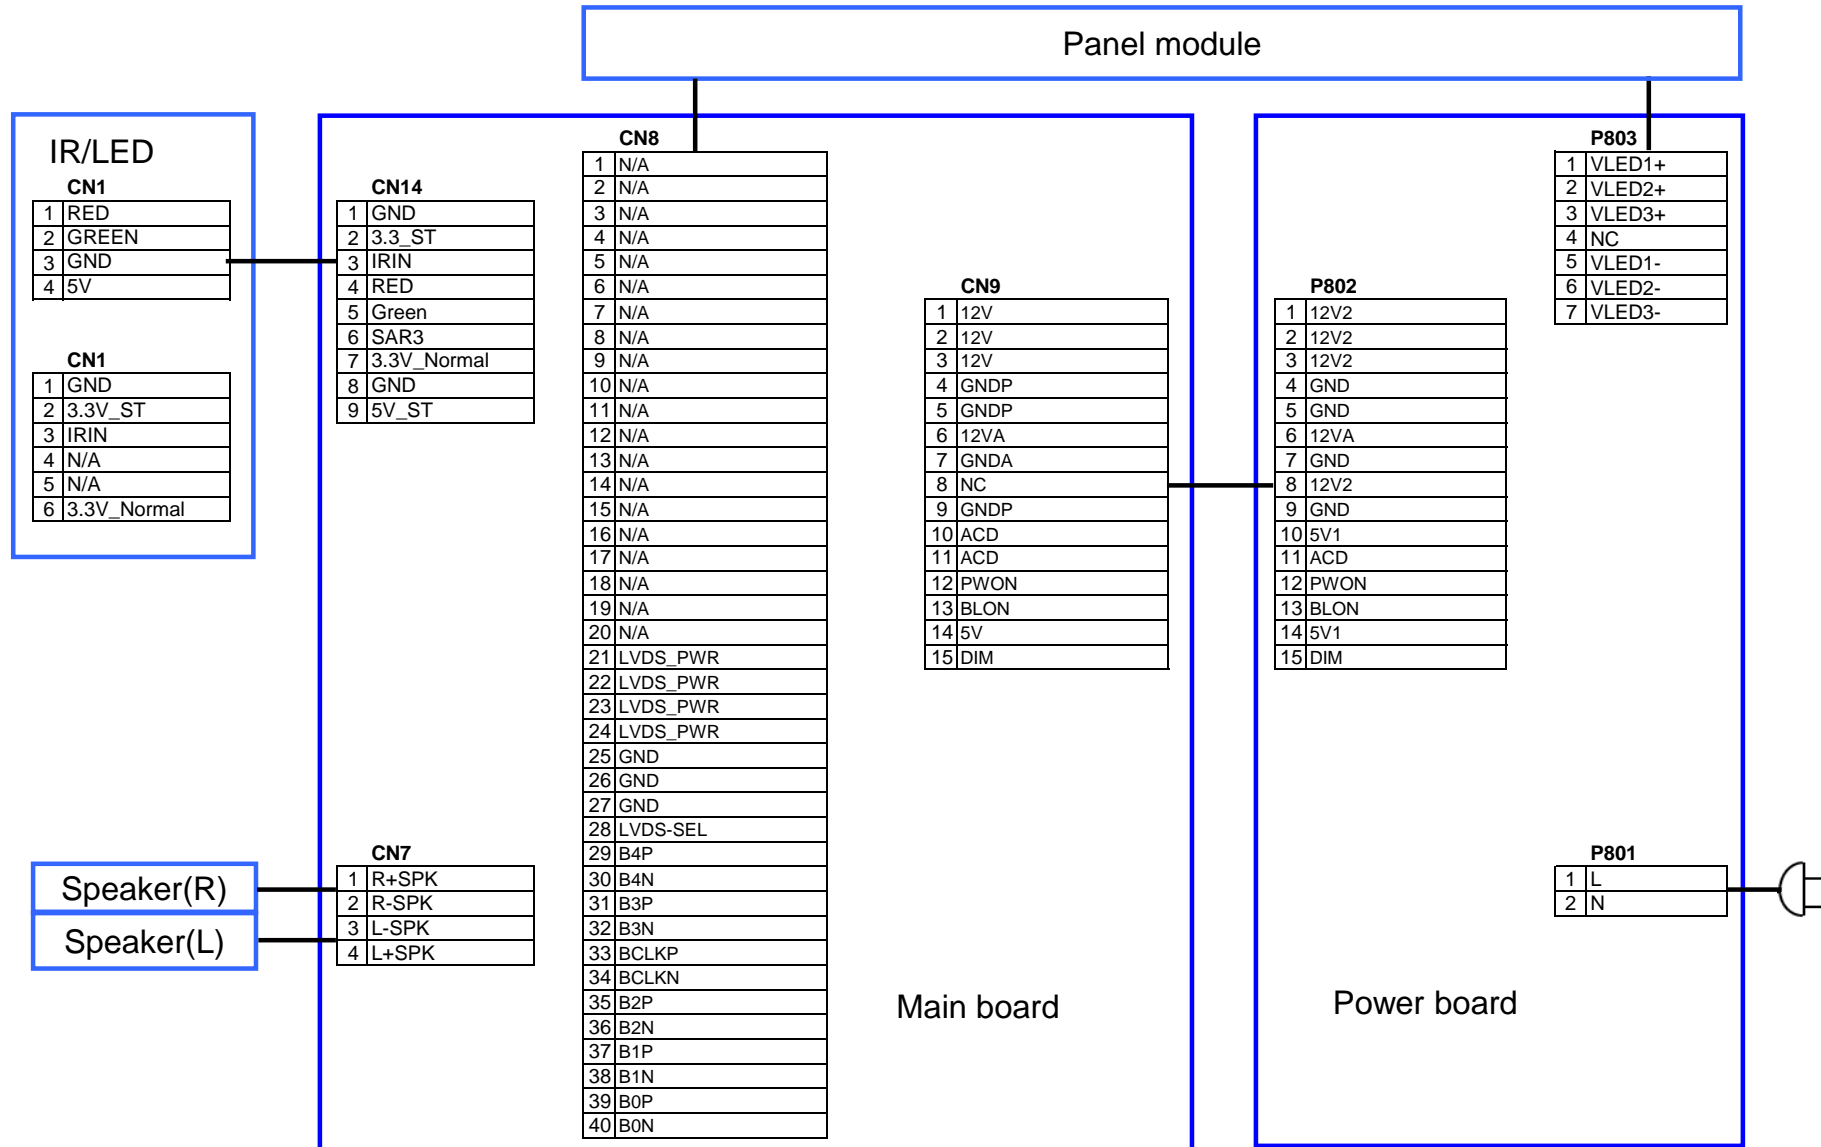 Panel module
IR/LED
CN1
1 RED
2 GREEN
3 GND
4 5V
CN1
1 GND
2 3.3V_ST
3 IRIN
4 N/A
5 N/A
6 3.3V_Normal
CN14
1 GND
2 3.3_ST
3 IRIN
4 RED
5 Green
6 SAR3
7 3.3V_Normal
8 GND
9 5V_ST
Speaker(R)
Speaker(L)
CN7
1 R+SPK
2 R-SPK
3 L-SPK
4 L+SPK
CN8
1 N/A
2 N/A
3 N/A
4 N/A
5 N/A
6 N/A
7 N/A
8 N/A
9 N/A
10 N/A
11 N/A
12 N/A
13 N/A
14 N/A
15 N/A
16 N/A
17 N/A
18 N/A
19 N/A
20 N/A
21 LVDS_PWR
22 LVDS_PWR
23 LVDS_PWR
24 LVDS_PWR
25 GND
26 GND
27 GND
28 LVDS-SEL
29 B4P
30 B4N
31 B3P
32 B3N
33 BCLKP
34 BCLKN
35 B2P
36 B2N
37 B1P
38 B1N
39 B0P
40 B0N
CN9
1 12V
2 12V
3 12V
4 GNDP
5 GNDP
6 12VA
7 GNDA
8 NC
9 GNDP
10 ACD
11 ACD
12 PWON
13 BLON
14 5V
15 DIM
Main board
P802
1 12V2
2 12V2
3 12V2
4 GND
5 GND
6 12VA
7 GND
8 12V2
9 GND
10 5V1
11 ACD
12 PWON
13 BLON
14 5V1
15 DIM
P803
1 VLED1+
2 VLED2+
3 VLED3+
4 NC
5 VLED1-
6 VLED2-
7 VLED3-
P801
1 L
2 N
Power board